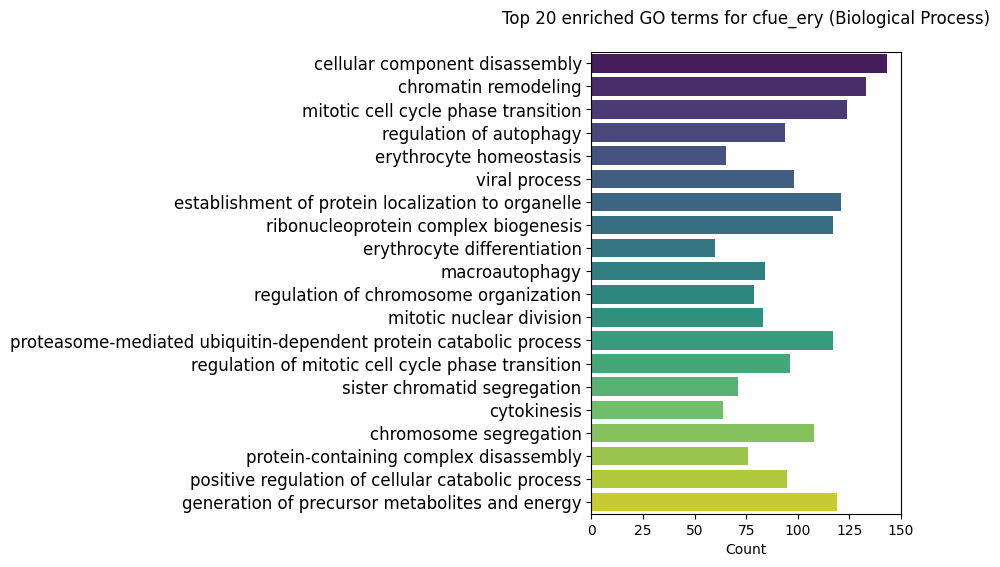 Top 20 enriched GO terms for cfue_ery (Biological Process)
cellular component disassembly
chromatin remodeling
mitotic cell cycle phase transition
regulation of autophagy
erythrocyte homeostasis
viral process
establishment of protein localization to organelle
ribonucleoprotein complex biogenesis
erythrocyte differentiation
macroautophagy
regulation of chromosome organization
mitotic nuclear division
proteasome-mediated ubiquitin-dependent protein catabolic process
regulation of mitotic cell cycle phase transition
sister chromatid segregation
cytokinesis
chromosome segregation
protein-containing complex disassembly
positive regulation of cellular catabolic process
generation of precursor metabolites and energy
0 25 50 75 100 125 150
Count